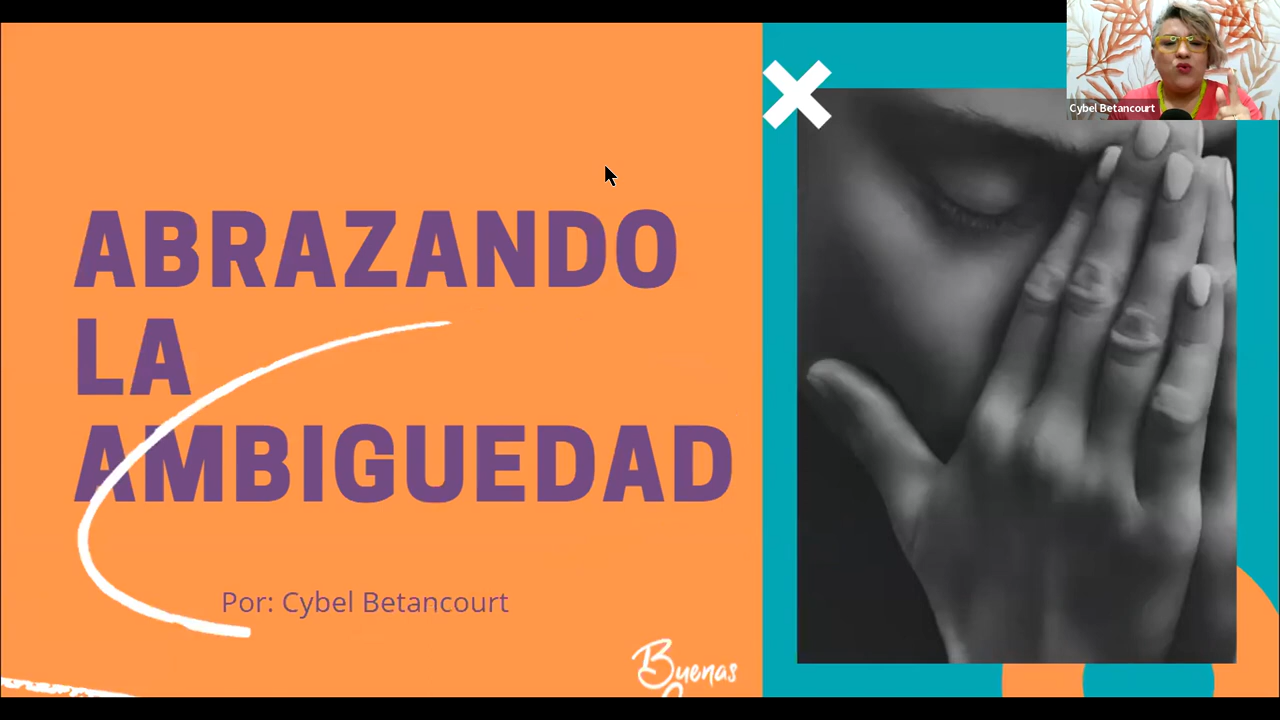 Cybel Betancourt
ABRAZANDO
LA
AMBIGUEDAD
Por: Cybel Betancourt
Buenas